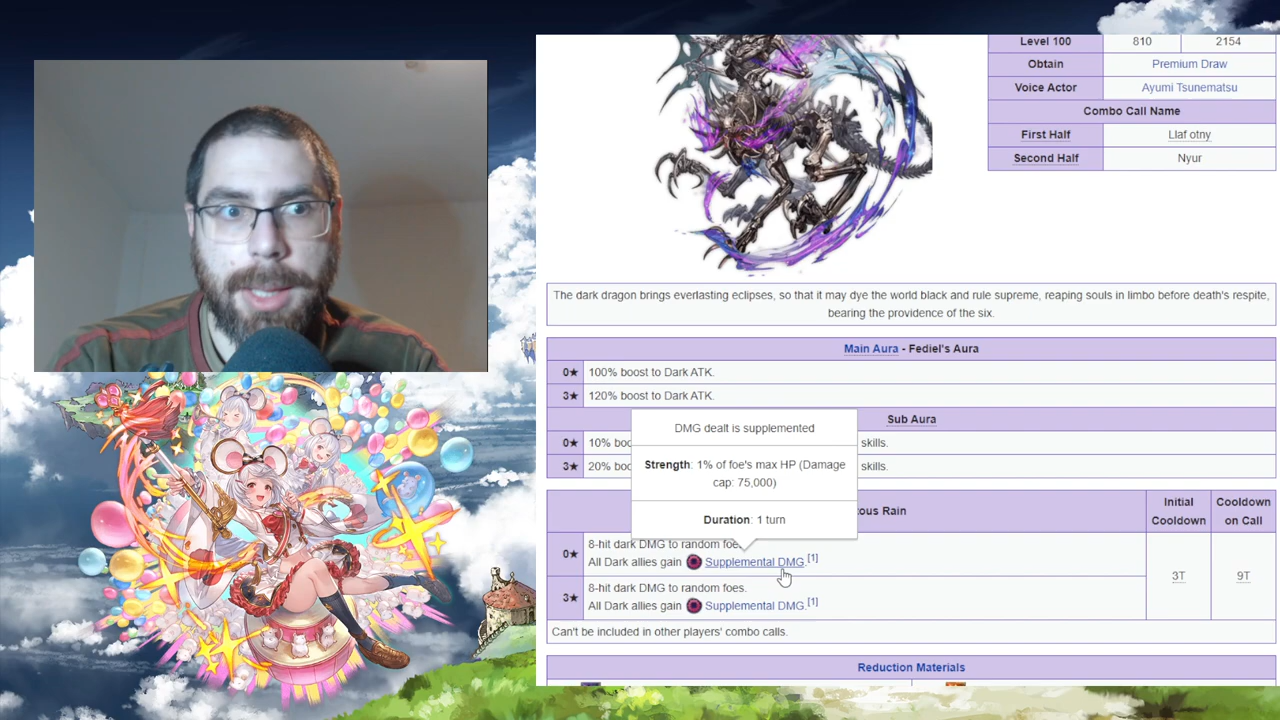 Level 100 810 2154
Obtain Premium Draw
Voice Actor Ayumi Tsunematsu
Combo Call Name
First Half Llaf otny
Second Half Nyur
The dark dragon brings everlasting eclipses, so that it may dye the world black and rule supreme, reaping souls in limbo before death's respite,
bearing the providence of the six.
Main Aura - Fediel's Aura
0★ 100% boost to Dark ATK.
3★ 120% boost to Dark ATK.
Sub Aura
0★ 10% skills.
3★ 20% skills.
DMG dealt is supplemented
Strength: 1% of foe's max HP (Damage
cap: 75,000)
Duration: 1 turn
Rain
Initial
Cooldown
Cooldown
on Call
0★ 8-hit dark DMG to random
All Dark allies gain Supplemental DMG.[1]
3T 9T
3★ 8-hit dark DMG to random foes.
All Dark allies gain Supplemental DMG.[1]
Can't be included in other players' combo calls.
Reduction Materials